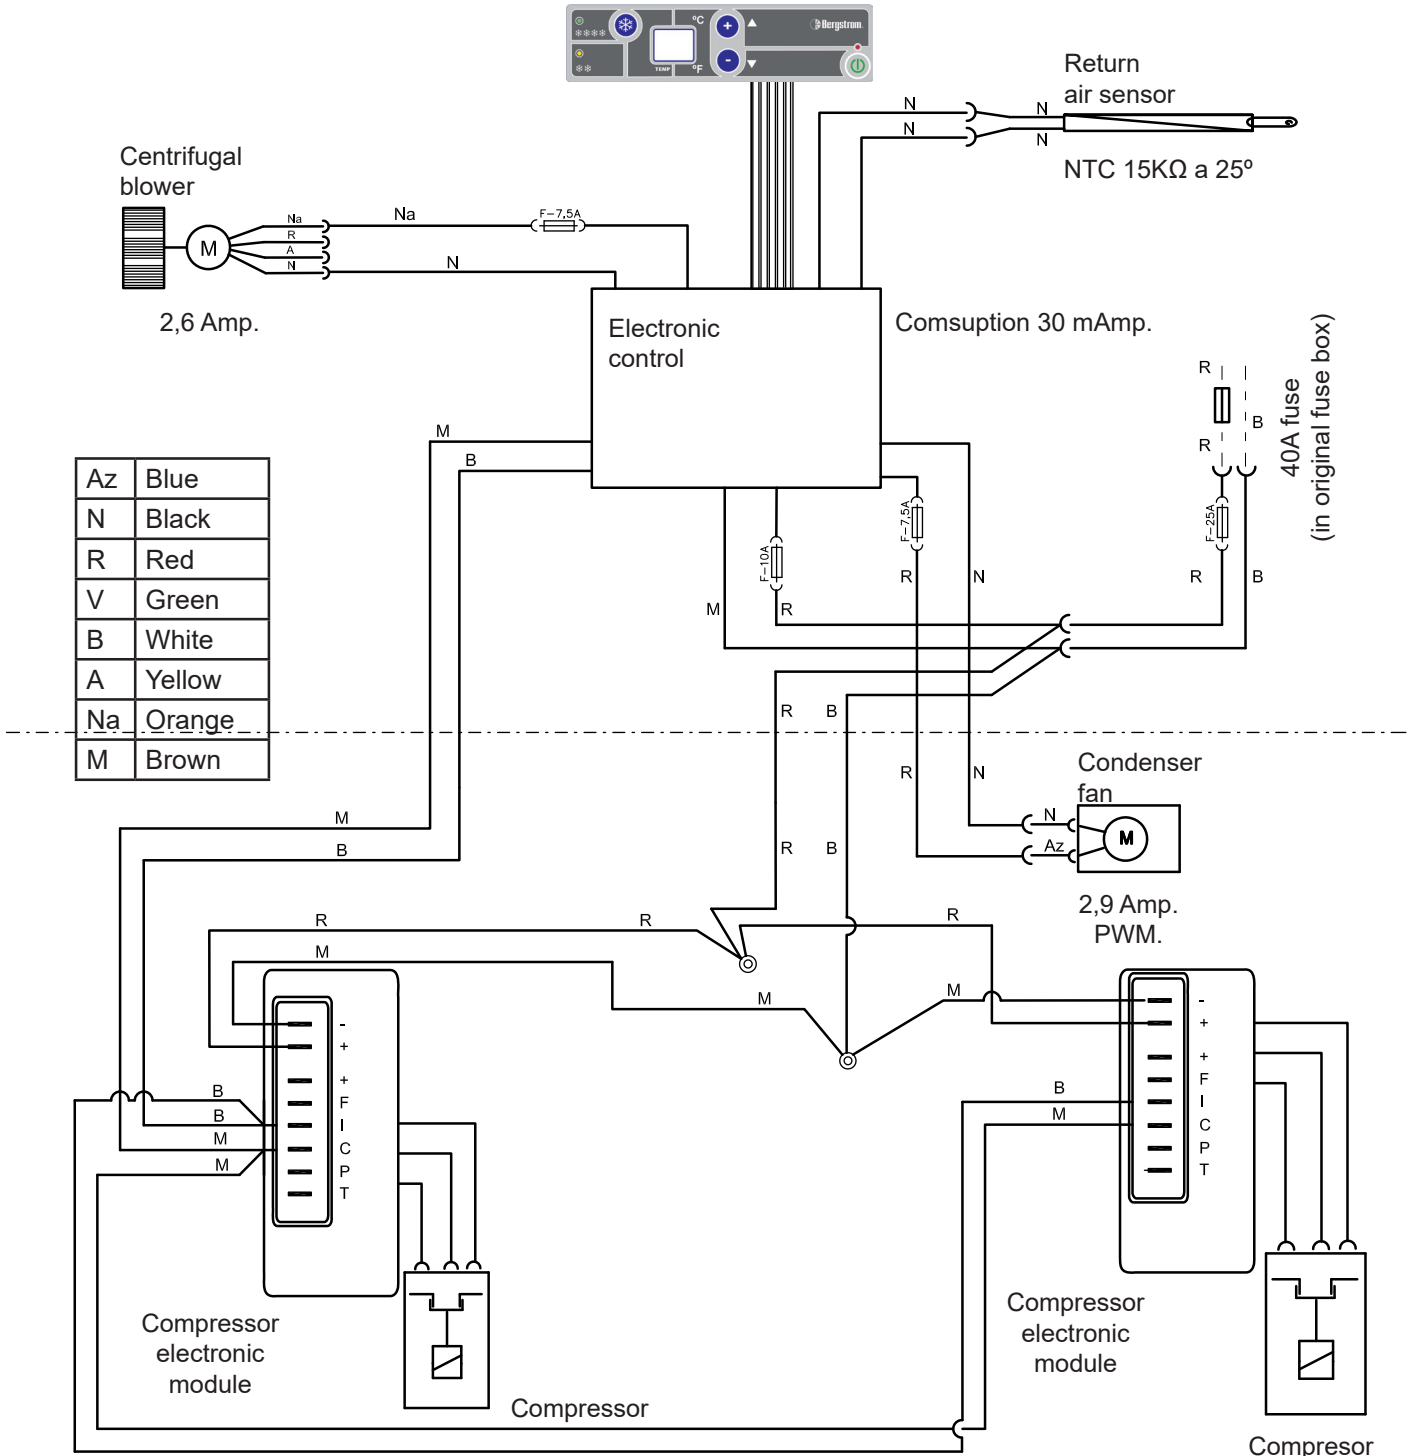 °C
°F
TEMP
+
-
Bergstrom
Return
air sensor
N
N
N
N
NTC 15KΩ a 25º
Centrifugal
blower
M
Na
R
A
N
Na
F-7,5A
N
2,6 Amp.
Electronic
control
Comsuption 30 mAmp.
R
R
B
40A fuse
(in original fuse box)
M
B
Az Blue
N Black
R Red
V Green
B White
A Yellow
Na Orange
M Brown
F-10A
F-7,5A
F-25A
M
R
R
N
R
B
R
B
R
N
Condenser
fan
N
Az
M
2,9 Amp.
PWM.
M
B
R
B
R
R
R
M
M
M
-
+
+
F
I
C
P
T
B
B
M
M
-
+
+
F
I
C
P
T
B
M
Compressor
electronic
module
Compressor
Compressor
electronic
module
Compresor